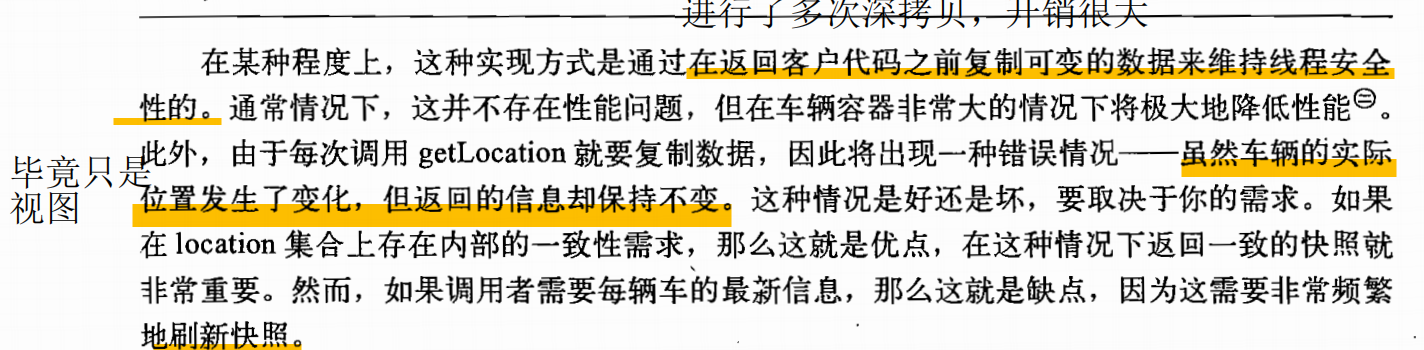 进行了多次深拷贝，开销很大
在某种程度上，这种实现方式是通过在返回客户代码之前复制可变的数据来维持线程安全
性的。通常情况下，这并不存在性能问题，但在车辆容器非常大的情况下将极大地降低性能㊂。
此外，由于每次调用 getLocation 就要复制数据，因此将出现一种错误情况——虽然车辆的实际
位置发生了变化，但返回的信息却保持不变。这种情况是好还是坏，要取决于你的需求。如果
在 location 集合上存在内部的一致性需求，那么这就是优点，在这种情况下返回一致的快照就
非常重要。然而，如果调用者需要每辆车的最新信息，那么这就是缺点，因为这需要非常频繁
地刷新快照。
毕竟只是
视图